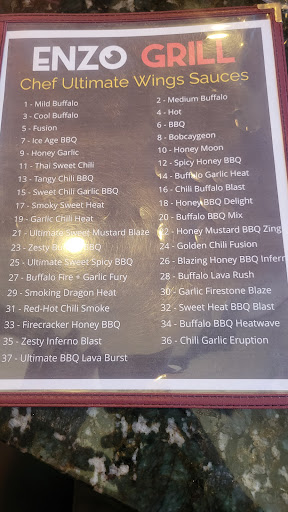 ENZO GRILL
Chef Ultimate Wings Sauces
1 - Mild Buffalo
2 - Medium Buffalo
3 - Cool Buffalo
4 - Hot
5 - Fusion
6 - BBQ
7 - Ice Age BBQ
8 - Bobcaygeon
9 - Honey Garlic
10 - Honey Moon
11 - Thai Sweet Chili
12 - Spicy Honey BBQ
13 - Tangy Chili BBQ
14 - Buffalo Garlic Heat
15 - Sweet Chili Garlic BBQ
16 - Chili Buffalo Blast
17 - Smoky Sweet Heat
18 - Honey BBQ Delight
19 - Garlic Chili Heat
20 - Buffalo BBQ Mix
21 - Ultimate Sweet Mustard Blaze
22 - Honey Mustard BBQ Zing
23 - Zesty BBQ
24 - Golden Chili Fusion
25 - Ultimate Sweet Spicy BBQ
26 - Blazing Honey BBQ Infern
27 - Buffalo Fire + Garlic Fury
28 - Buffalo Lava Rush
29 - Smoking Dragon Heat
30 - Garlic Firestone Blaze
31 - Red-Hot Chili Smoke
32 - Sweet Heat BBQ Blast
33 - Firecracker Honey BBQ
34 - Buffalo BBQ Heatwave
35 - Zesty Inferno Blast
36 - Chili Garlic Eruption
37 - Ultimate BBQ Lava Burst